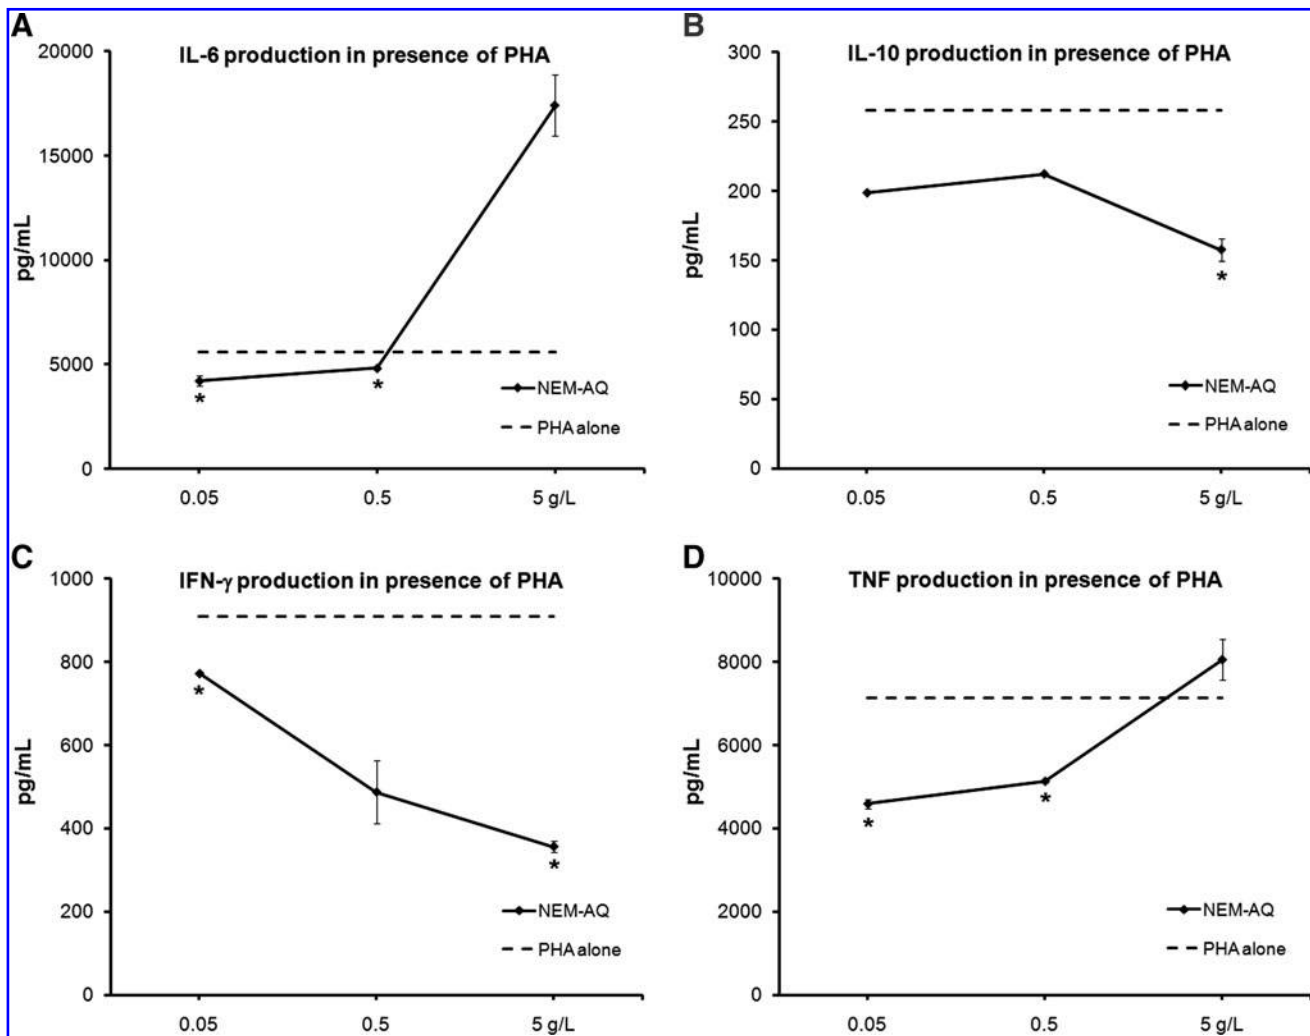 A
IL-6 production in presence of PHA
20000
15000
10000
5000
0
pg/mL
*
*
NEM-AQ
PHA alone
0.05 0.5 5 g/L
B
IL-10 production in presence of PHA
300
250
200
150
100
50
0
pg/mL
*
NEM-AQ
PHA alone
0.05 0.5 5 g/L
C
IFN-γ production in presence of PHA
1000
800
600
400
200
0
pg/mL
*
*
NEM-AQ
PHA alone
0.05 0.5 5 g/L
D
TNF production in presence of PHA
10000
8000
6000
4000
2000
0
pg/mL
*
*
NEM-AQ
PHA alone
0.05 0.5 5 g/L